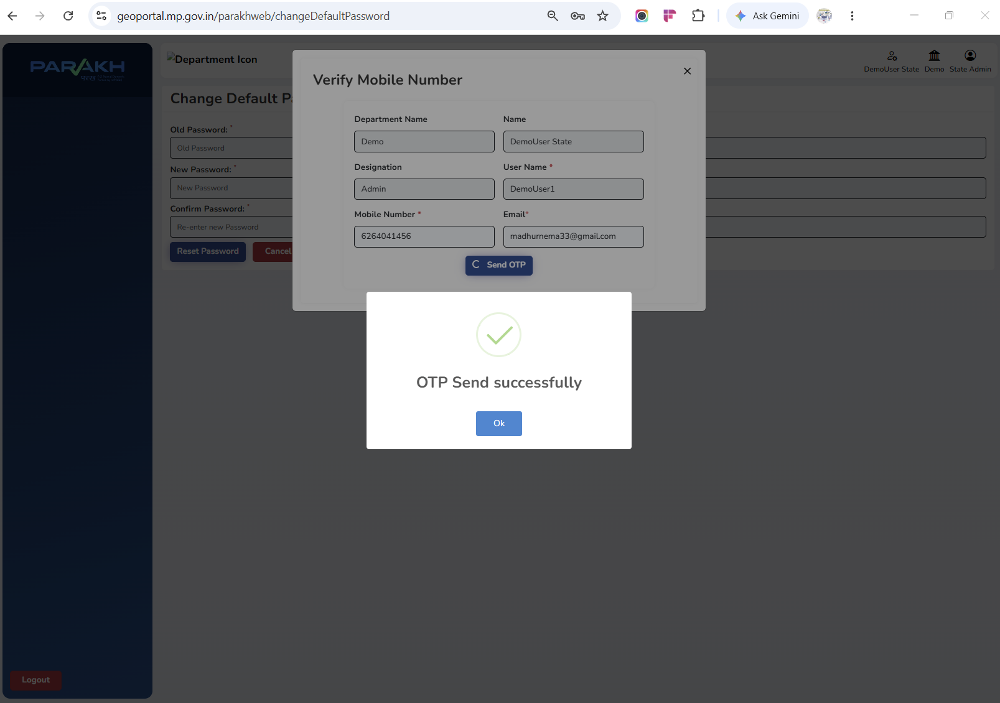 geoportal.mp.gov.in/parakhweb/changeDefaultPassword
Ask Gemini
PARAKH
परख
Department Icon
DemoUser State
Demo
State Admin
Change Default
Old Password: *
Old Password
New Password: *
New Password
Confirm Password: *
Re-enter new Password
Reset Password
Cancel
Verify Mobile Number
Department Name
Name
Demo
DemoUser State
Designation
User Name *
Admin
DemoUser1
Mobile Number *
Email*
6264041456
madhurnema33@gmail.com
Send OTP
OTP Send successfully
Ok
Logout